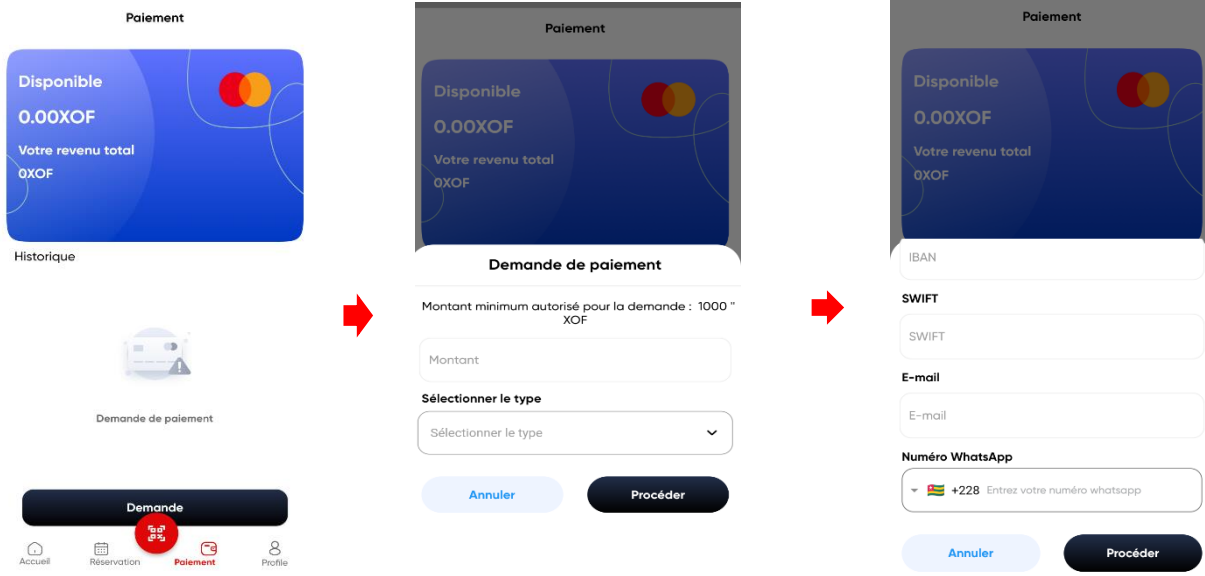 Paiement
Disponible
0.00XOF
Votre revenu total
0XOF
Historique
Demande de paiement
Demande
Accueil
Réservation
Paiement
Profile
Paiement
Disponible
0.00XOF
Votre revenu total
0XOF
Demande de paiement
Montant minimum autorisé pour la demande : 1000 "
XOF
Montant
Sélectionner le type
Sélectionner le type
Annuler
Procéder
Paiement
Disponible
0.00XOF
Votre revenu total
0XOF
IBAN
SWIFT
SWIFT
E-mail
E-mail
Numéro WhatsApp
+228 Entrez votre numéro whatsapp
Annuler
Procéder